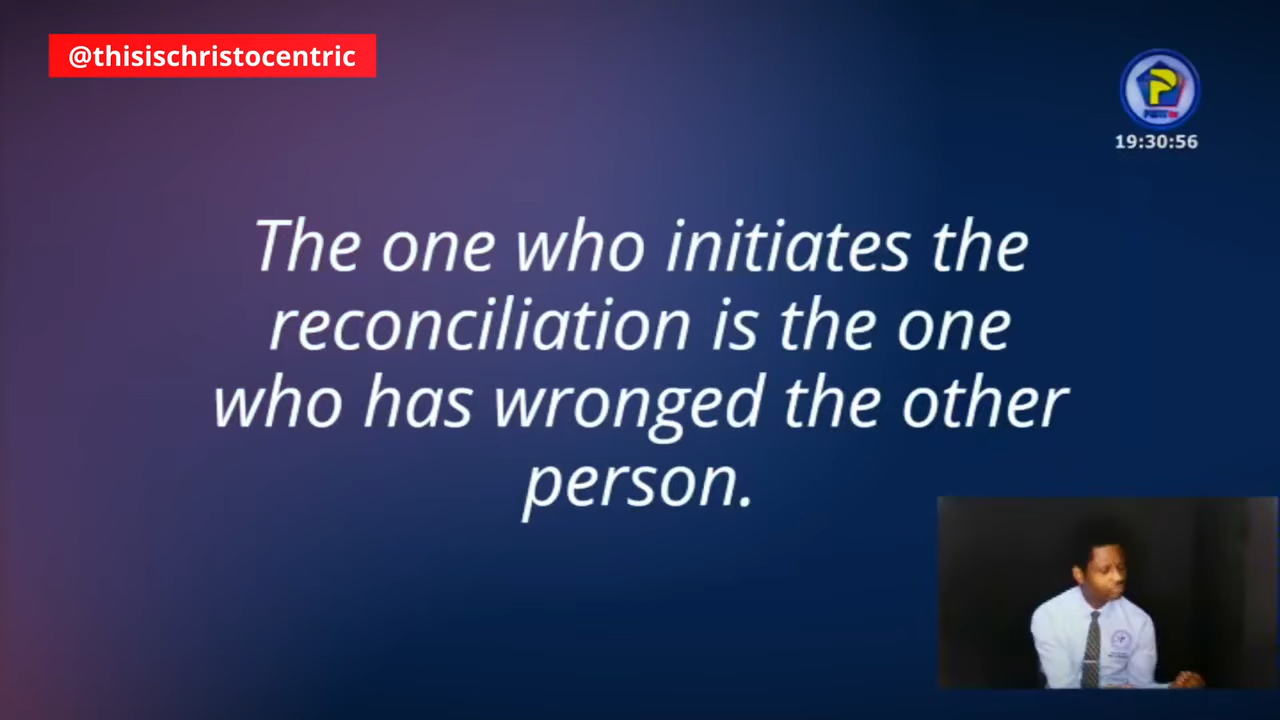 @thisischristocentric
P
19:30:56
The one who initiates the
reconciliation is the one
who has wronged the other
person.